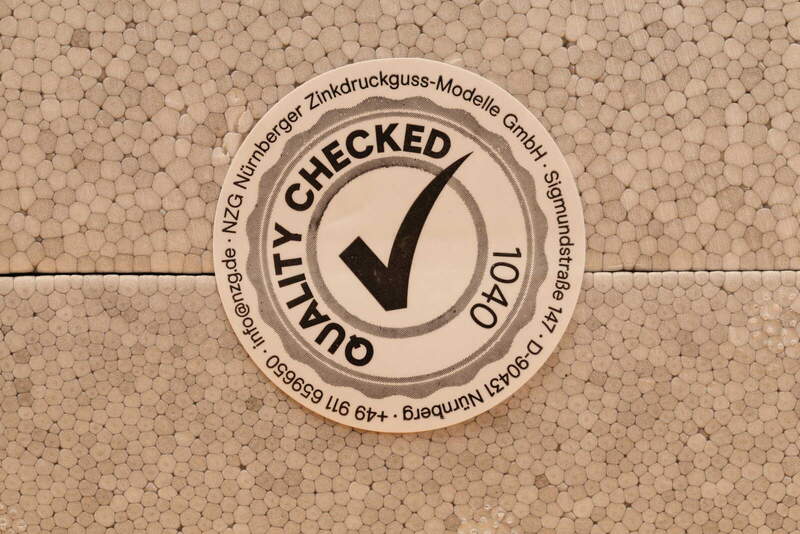 NZG Nürnberger Zinkdruckguss-Modelle GmbH · Sigmundstraße 147 · D-90431 Nürnberg · +49 911 659650 · info@nzg.de ·
QUALITY CHECKED
1040